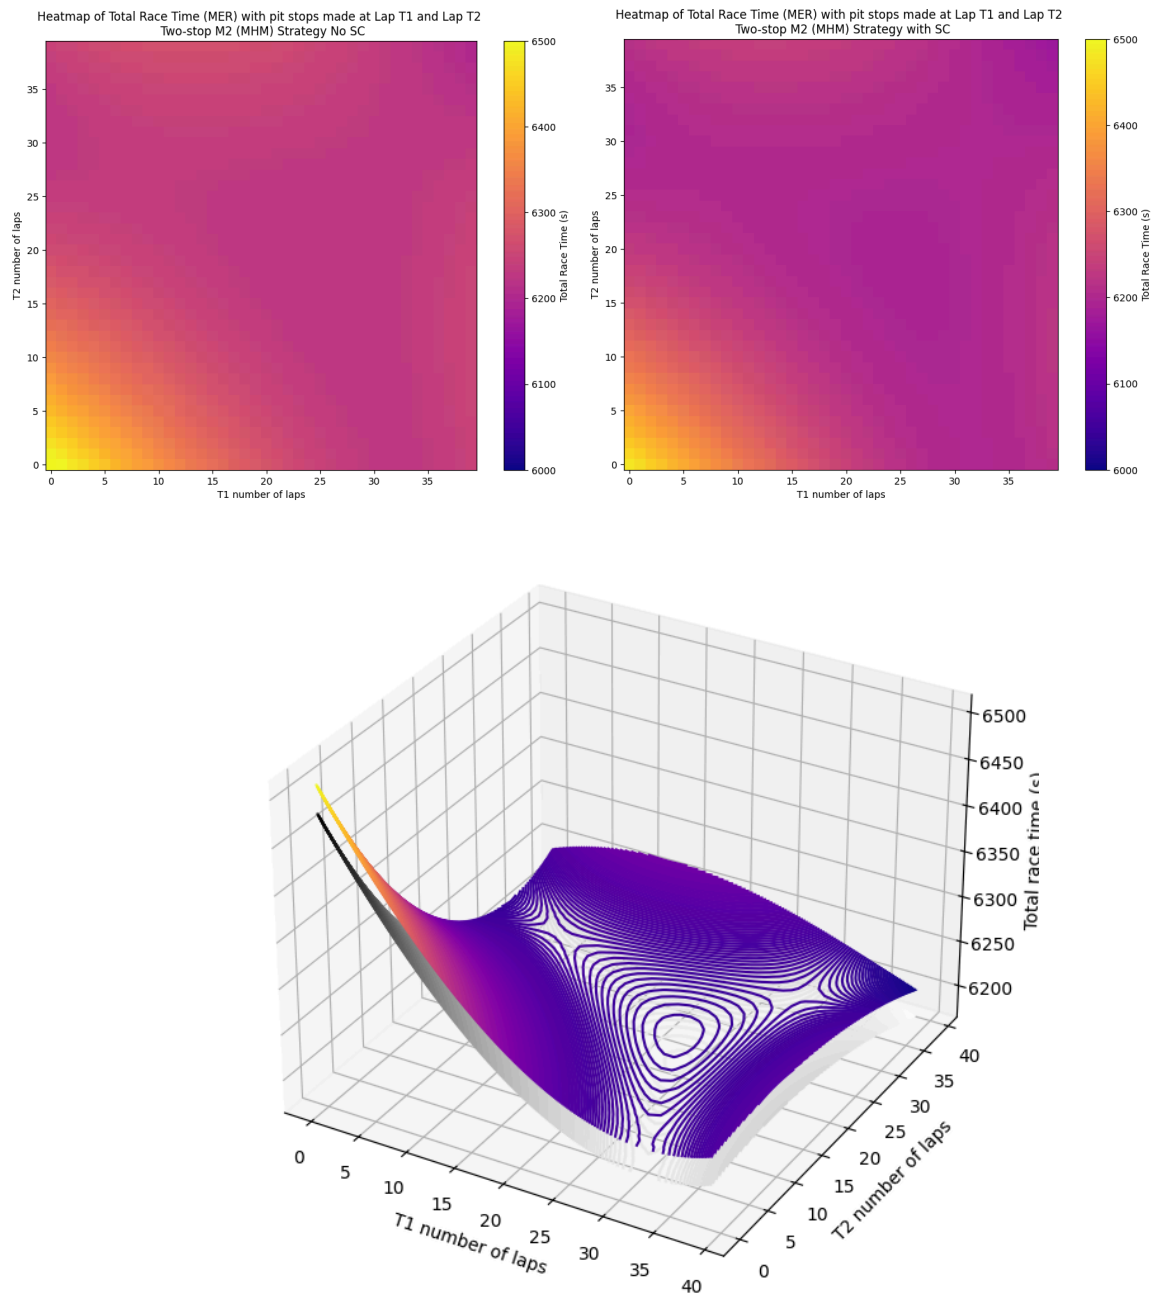 Heatmap of Total Race Time (MER) with pit stops made at Lap T1 and Lap T2
Two-stop M2 (MHM) Strategy No SC
35
30
25
20
15
10
5
0
T2 number of laps
0 5 10 15 20 25 30 35
T1 number of laps
6500
6400
6300
6200
6100
6000
Total Race Time (s)
Heatmap of Total Race Time (MER) with pit stops made at Lap T1 and Lap T2
Two-stop M2 (MHM) Strategy with SC
35
30
25
20
15
10
5
0
T2 number of laps
0 5 10 15 20 25 30 35
T1 number of laps
6500
6400
6300
6200
6100
6000
Total Race Time (s)
6500
6450
6400
6350
6300
6250
6200
Total race time (s)
0 5 10 15 20 25 30 35 40
T1 number of laps
0 5 10 15 20 25 30 35 40
T2 number of laps